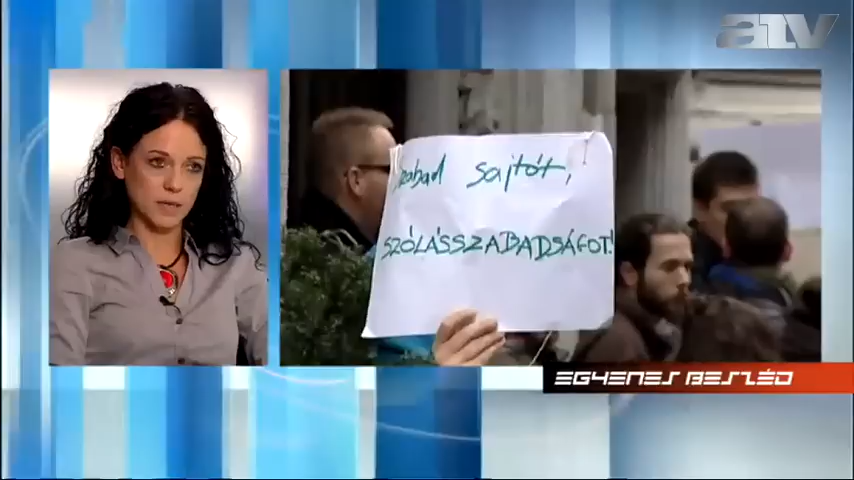 atv
szabad sajtót,
SZÓLÁSSZABADSÁGOT!
EGYENES BESZÉD